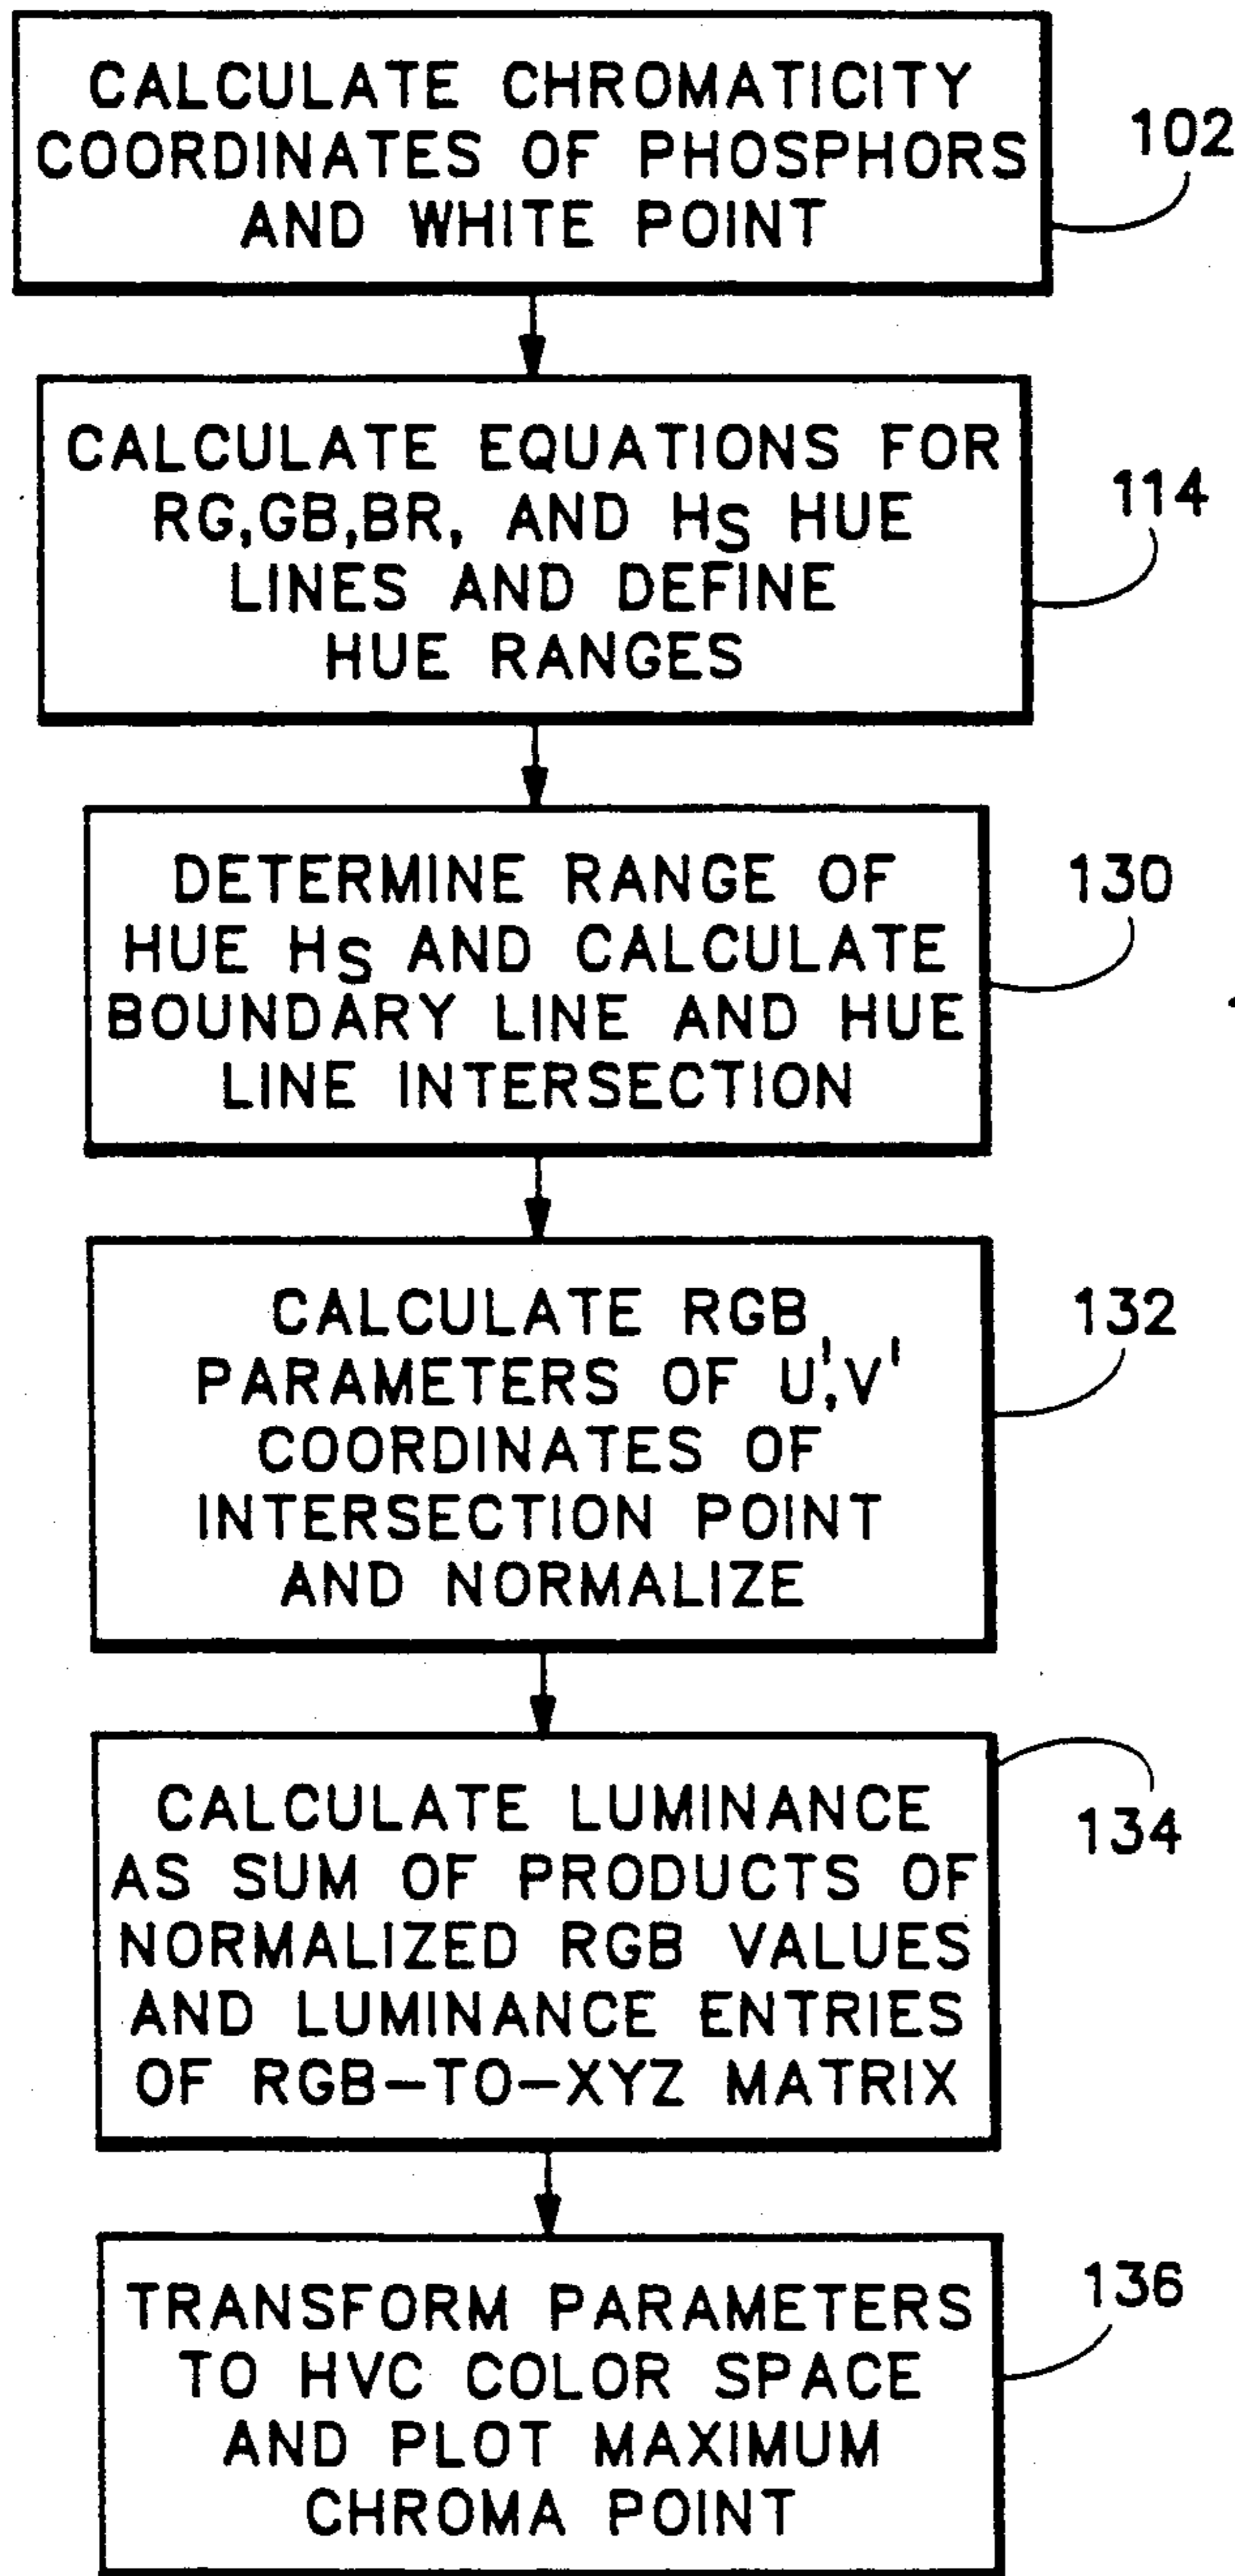 CALCULATE CHROMATICITY
COORDINATES OF PHOSPHORS
AND WHITE POINT
102
CALCULATE EQUATIONS FOR
RG,GB,BR, AND HS HUE
LINES AND DEFINE
HUE RANGES
114
DETERMINE RANGE OF
HUE HS AND CALCULATE
BOUNDARY LINE AND HUE
LINE INTERSECTION
130
CALCULATE RGB
PARAMETERS OF U',V'
COORDINATES OF
INTERSECTION POINT
AND NORMALIZE
132
CALCULATE LUMINANCE
AS SUM OF PRODUCTS OF
NORMALIZED RGB VALUES
AND LUMINANCE ENTRIES
OF RGB-TO-XYZ MATRIX
134
TRANSFORM PARAMETERS
TO HVC COLOR SPACE
AND PLOT MAXIMUM
CHROMA POINT
136